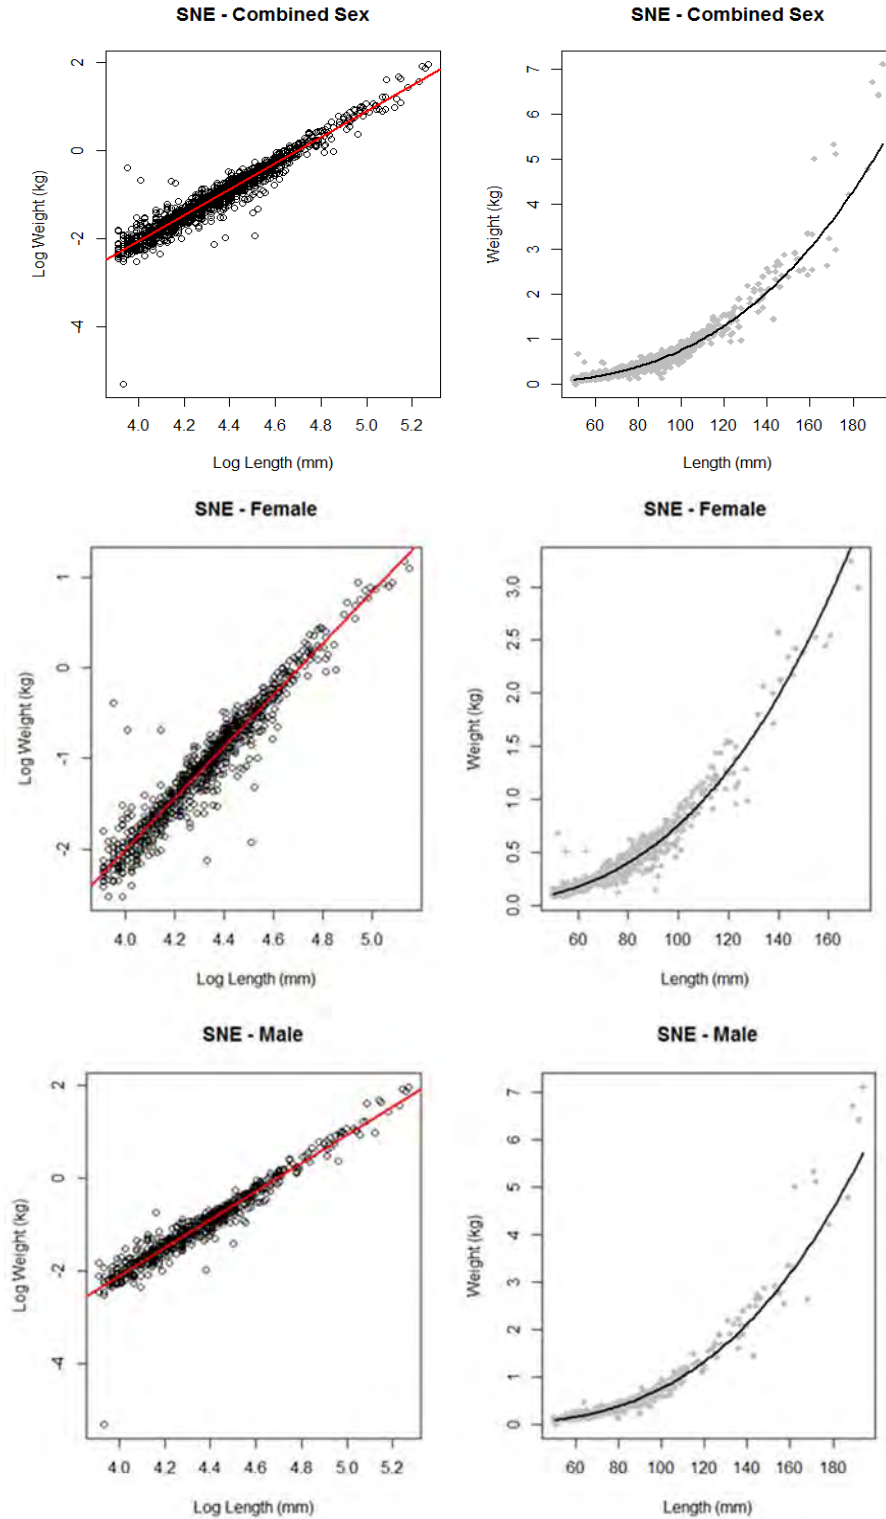 SNE - Combined Sex
Log Weight (kg)
2
0
-2
-4
4.0 4.2 4.4 4.6 4.8 5.0 5.2
Log Length (mm)
SNE - Combined Sex
Weight (kg)
7
6
5
4
3
2
1
0
60 80 100 120 140 160 180
Length (mm)
SNE - Female
Log Weight (kg)
1
0
-1
-2
4.0 4.2 4.4 4.6 4.8 5.0
Log Length (mm)
SNE - Female
Weight (kg)
3.0
2.5
2.0
1.5
1.0
0.5
0.0
60 80 100 120 140 160
Length (mm)
SNE - Male
Log Weight (kg)
2
0
-2
-4
4.0 4.2 4.4 4.6 4.8 5.0 5.2
Log Length (mm)
SNE - Male
Weight (kg)
7
6
5
4
3
2
1
0
60 80 100 120 140 160 180
Length (mm)